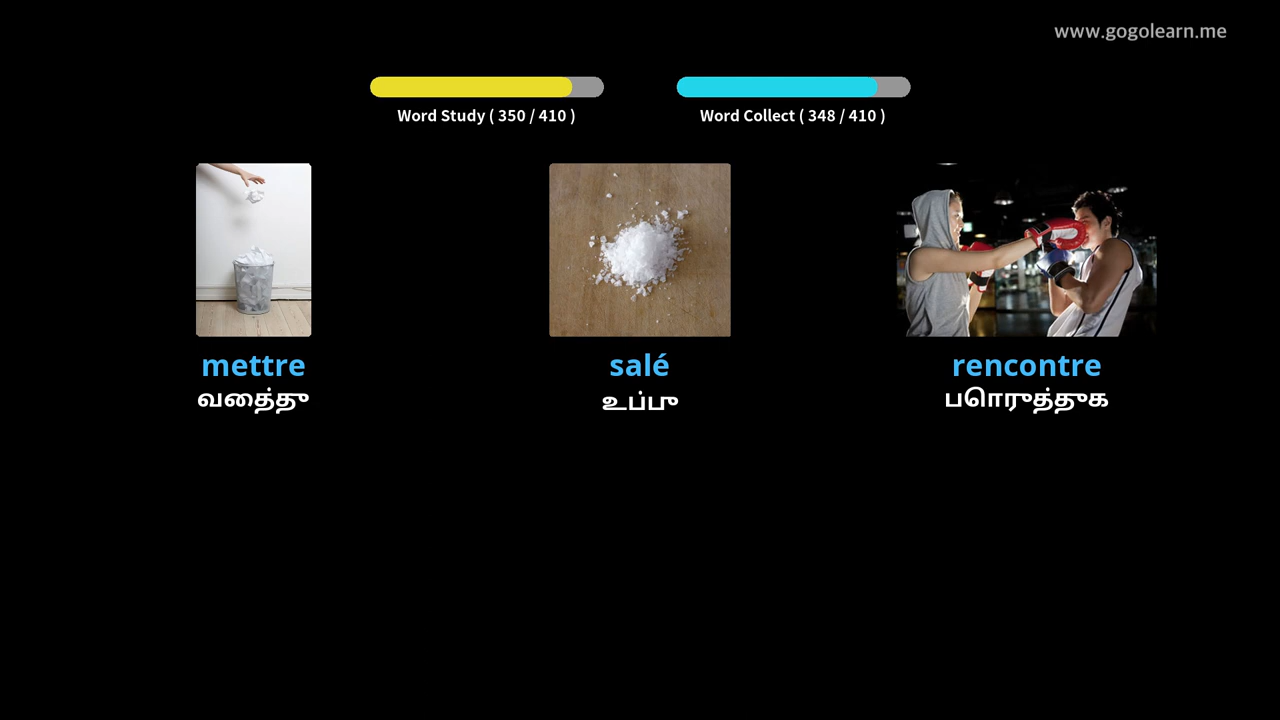 www.gogolearn.me
Word Study ( 350 / 410 )
Word Collect ( 348 / 410 )
mettre
வைத்து
salé
உப்பு
rencontre
பொருத்துக